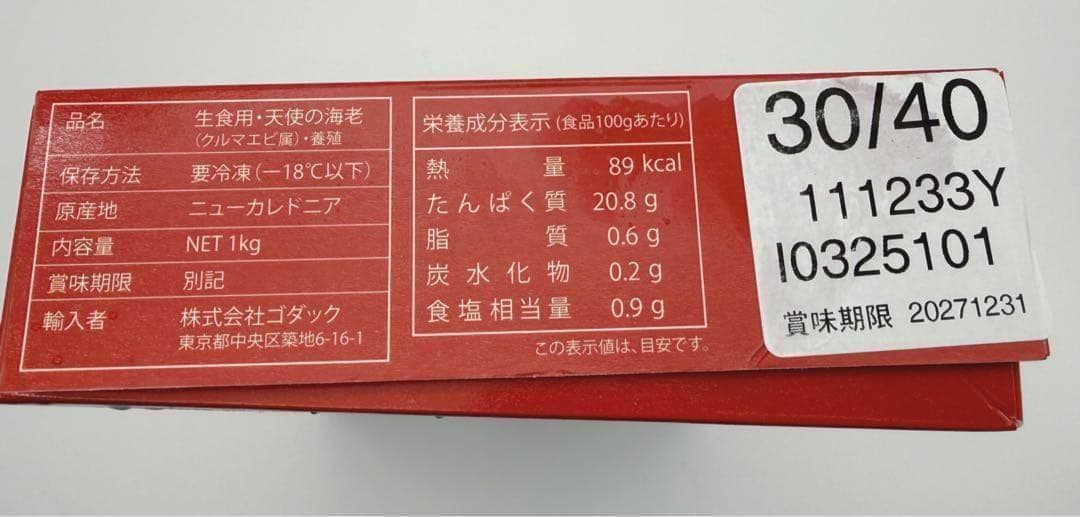 品名 生食用・天使の海老
(クルマエビ属)・養殖
保存方法 要冷凍(ー18℃以下)
原産地 ニューカレドニア
内容量 NET 1kg
賞味期限 別記
輸入者 株式会社ゴダック
東京都中央区築地6-16-1
栄養成分表示 (食品100gあたり)
熱量 89 kcal
たんぱく質 20.8 g
脂質 0.6 g
炭水化物 0.2 g
食塩相当量 0.9 g
この表示値は、目安です。
30/40
111233Y
I0325101
賞味期限 20271231